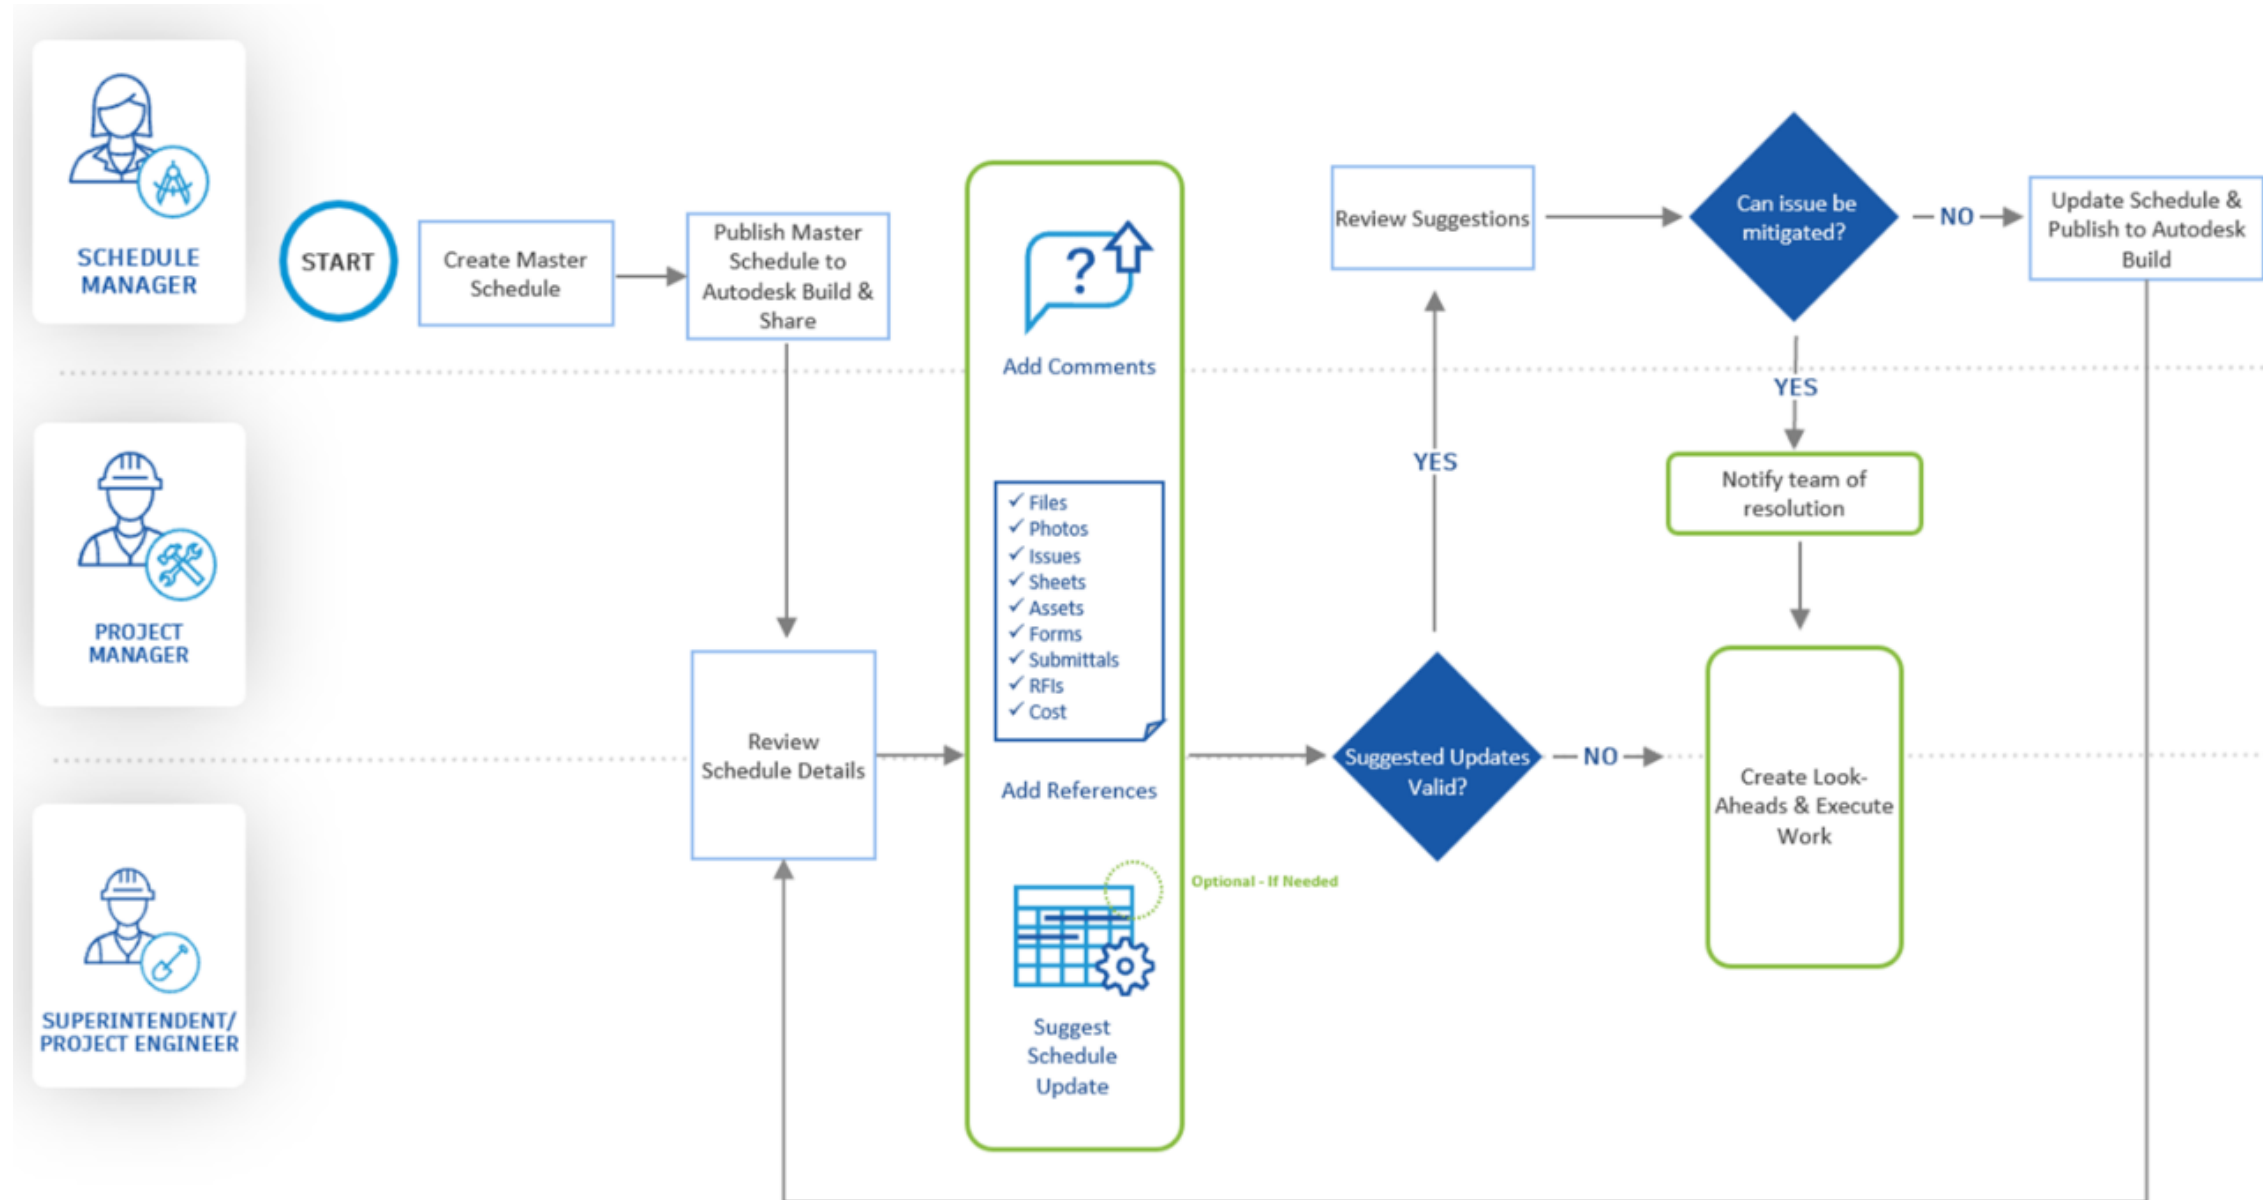 SCHEDULE
MANAGER
START
Create Master
Schedule
Publish Master
Schedule to
Autodesk Build &
Share
Add Comments
Review Suggestions
Can issue be
mitigated?
NO
Update Schedule &
Publish to Autodesk
Build
YES
YES
Notify team of
resolution
PROJECT
MANAGER
Review
Schedule Details
✓ Files
✓ Photos
✓ Issues
✓ Sheets
✓ Assets
✓ Forms
✓ Submittals
✓ RFIs
✓ Cost
Add References
Suggested Updates
Valid?
NO
Create Look-
Aheads & Execute
Work
Optional - If Needed
SUPERINTENDENT/
PROJECT ENGINEER
Suggest
Schedule
Update